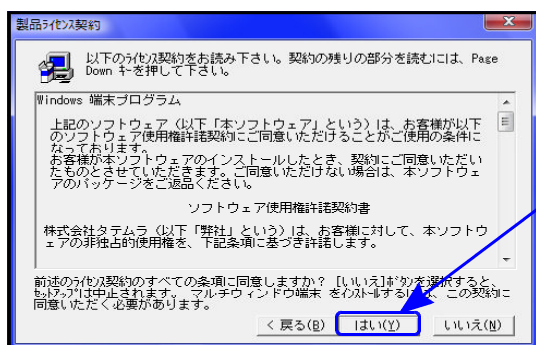 製品ﾗｲｾﾝｽ契約
以下のﾗｲｾﾝｽ契約をお読み下さい。契約の残りの部分を読むには、Page
Down キーを押して下さい。
Windows 端末プログラム
上記のソフトウェア（以下「本ソフトウェア」という）は、お客様が以下
のソフトウェア使用権許諾契約にご同意いただけることがご使用の条件に
なっております。
お客様が本ソフトウェアのインストールしたとき、契約にご同意いただい
たものとさせていただきます。ご同意いただけない場合は、本ソフトウェ
アのパッケージをご返品ください。
ソフトウェア使用権許諾契約書
株式会社タテムラ（以下「弊社」という）は、お客様に対して、本ソフトウ
ェアの非独占的使用権を、下記条項に基づき許諾します。
前述のﾗｲｾﾝｽ契約のすべての条項に同意しますか？ [いいえ]ﾎﾞﾀﾝを選択すると、
ｾｯﾄｱｯﾌﾟは中止されます。 マルチウィンドウ端末 をｲﾝｽﾄｰﾙするには、この契約に
同意いただく必要があります。
< 戻る(B)
はい(Y)
いいえ(N)